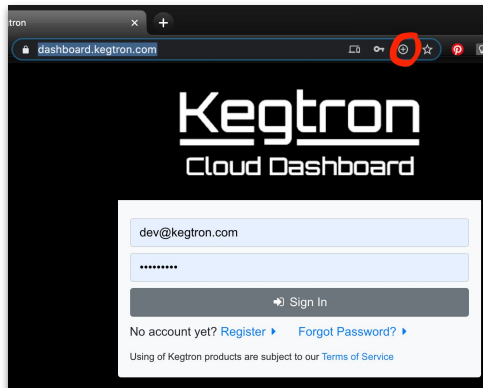 tron
dashboard.kegtron.com
Kegtron
Cloud Dashboard
dev@kegtron.com
•••••••••
Sign In
No account yet? Register Forgot Password?
Using of Kegtron products are subject to our Terms of Service